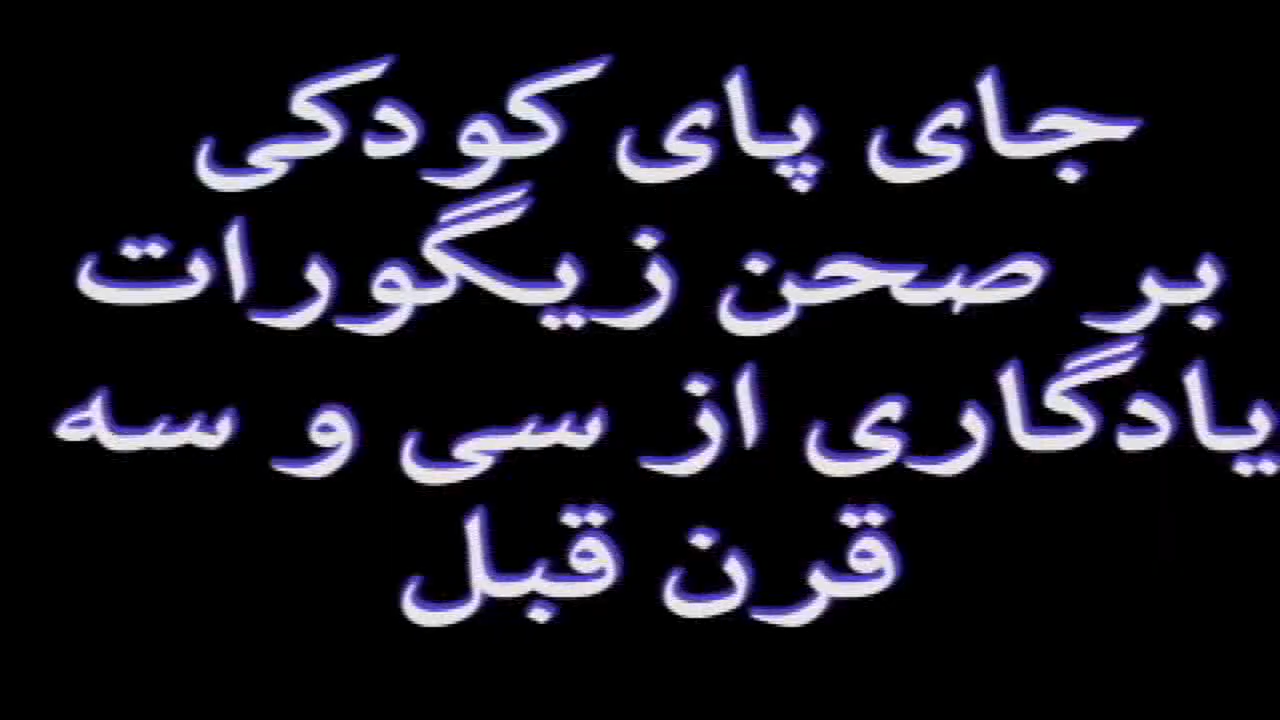 جای پای کودکی
بر صحن زیگورات
یادگاری از سی و سه
قرن قبل